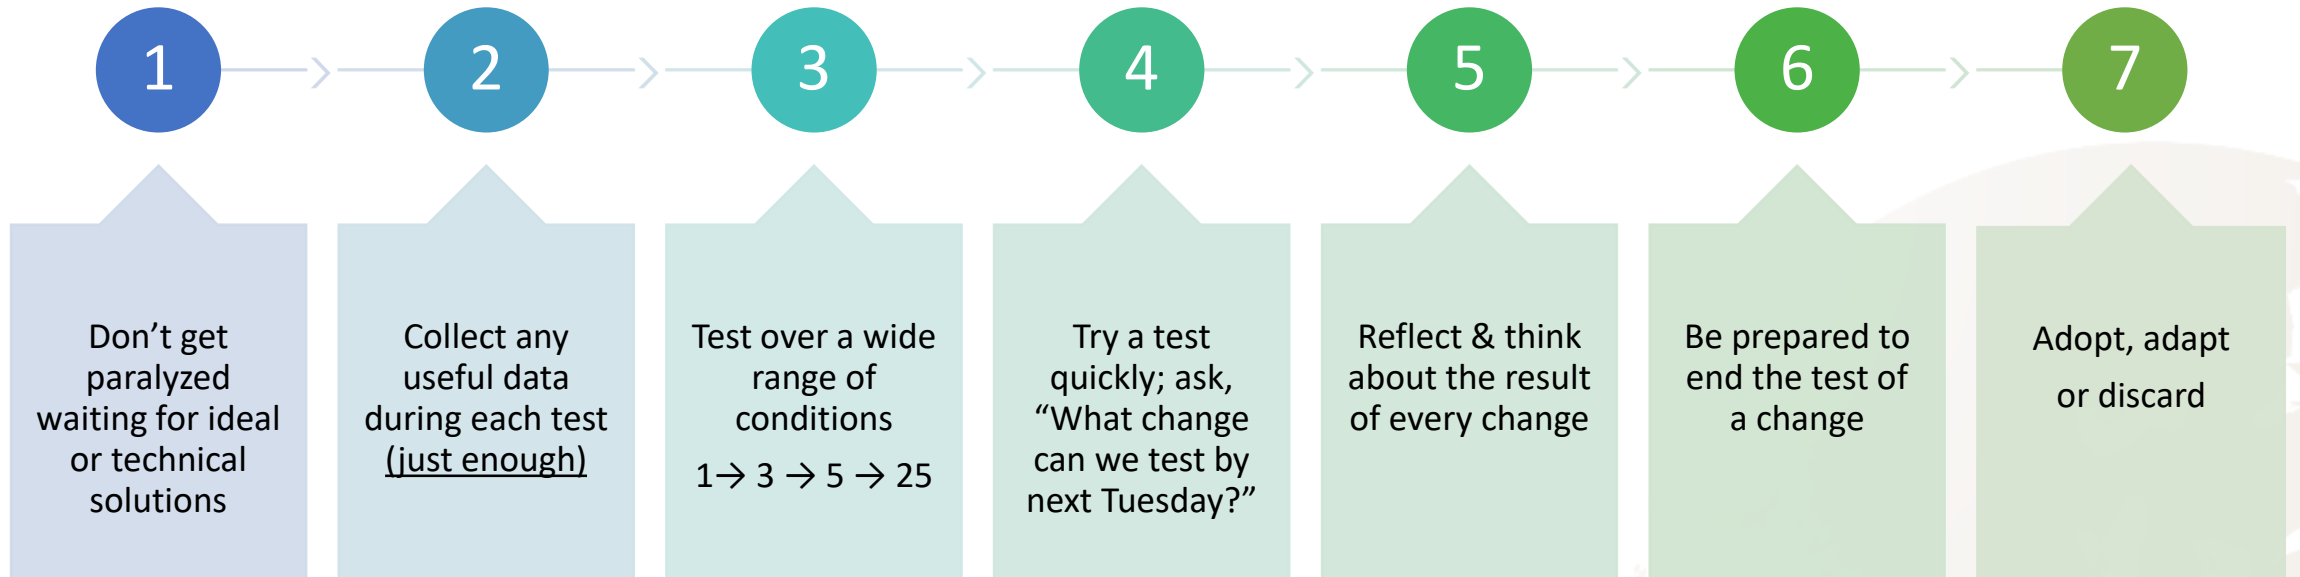 1
2
3
4
5
6
7
Don’t get
paralyzed
waiting for ideal
or technical
solutions
Collect any
useful data
during each test
(just enough)
Test over a wide
range of
conditions
1→ 3 → 5 → 25
Try a test
quickly; ask,
“What change
can we test by
next Tuesday?”
Reflect & think
about the result
of every change
Be prepared to
end the test of
a change
Adopt, adapt
or discard